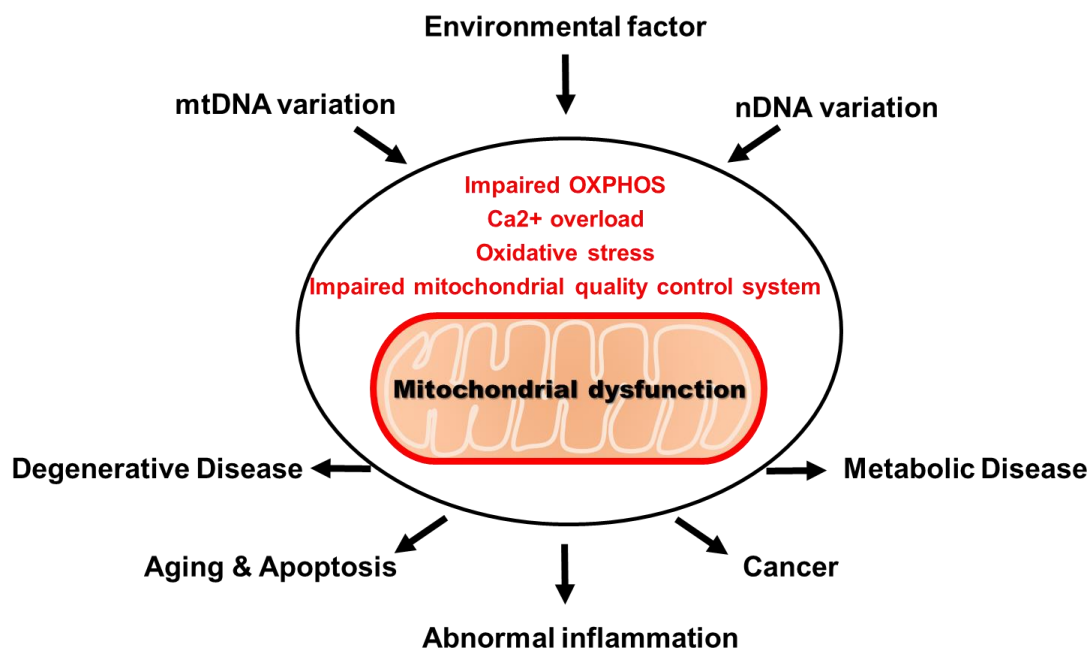 Environmental factor
mtDNA variation
nDNA variation
Impaired OXPHOS
Ca2+ overload
Oxidative stress
Impaired mitochondrial quality control system
Mitochondrial dysfunction
Degenerative Disease
Metabolic Disease
Aging & Apoptosis
Cancer
Abnormal inflammation